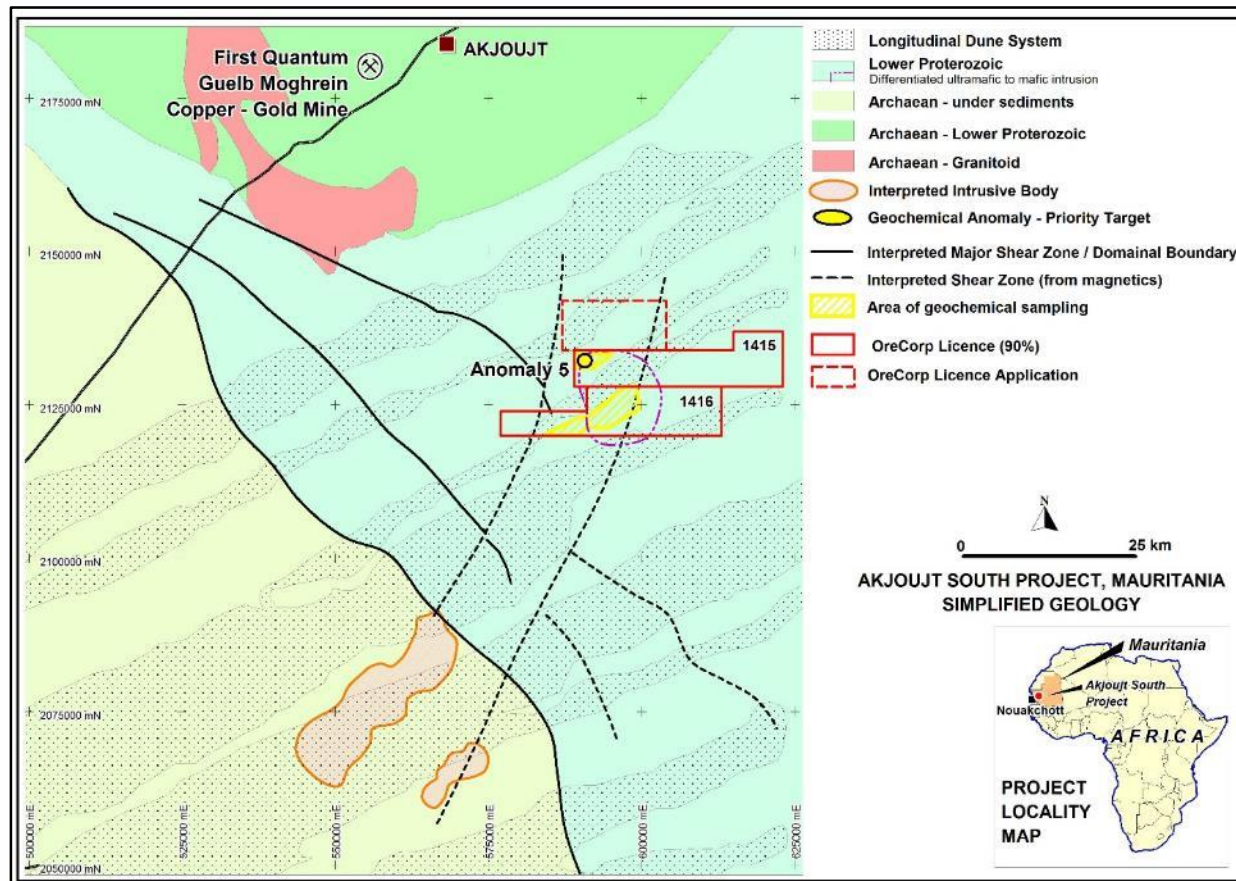 First Quantum
Guelb Moghrein
Copper - Gold Mine
AKJOUJT
2175000 mN
2150000 mN
2125000 mN
2100000 mN
2075000 mN
2050000 mN
500000 mE
525000 mE
550000 mE
575000 mE
600000 mE
625000 mE
Anomaly 5
1415
1416
Longitudinal Dune System
Lower Proterozoic
Differentiated ultramafic to mafic intrusion
Archaean - under sediments
Archaean - Lower Proterozoic
Archaean - Granitoid
Interpreted Intrusive Body
Geochemical Anomaly - Priority Target
Interpreted Major Shear Zone / Domainal Boundary
Interpreted Shear Zone (from magnetics)
Area of geochemical sampling
OreCorp Licence (90%)
OreCorp Licence Application
N
0 25 km
AKJOUJT SOUTH PROJECT, MAURITANIA
SIMPLIFIED GEOLOGY
Mauritania
Akjoujt South
Project
Nouakchott
AFRICA
PROJECT
LOCALITY
MAP